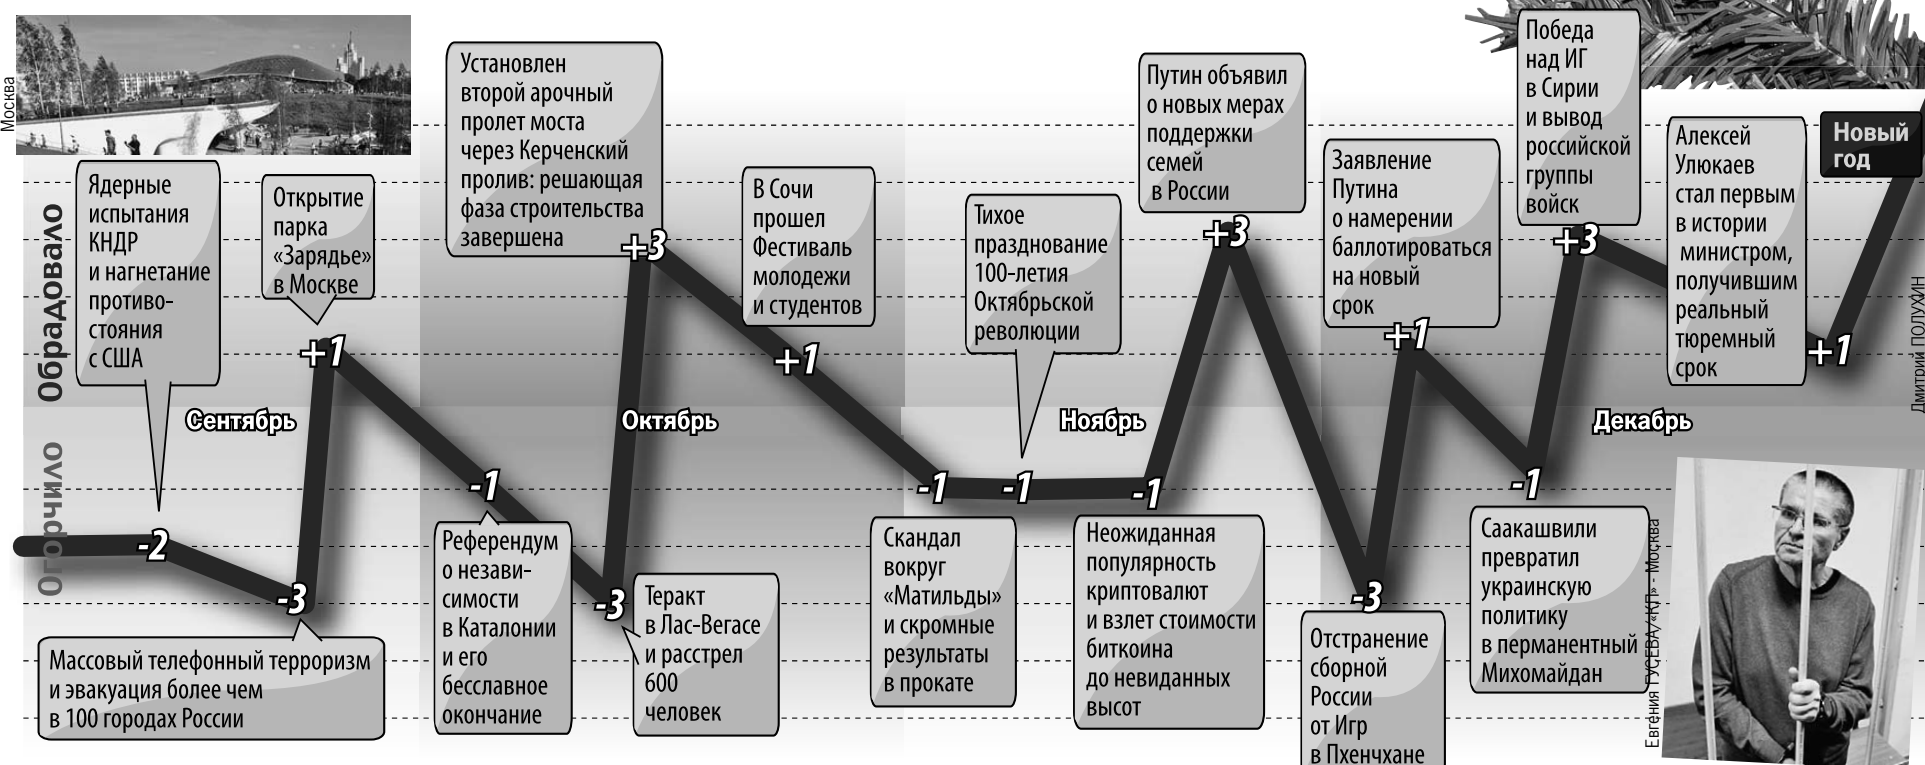 Москва
Обрадовало
Огорчило
Ядерные
испытания
КНДР
и нагнетание
противо-
стояния
с США
-2
Массовый телефонный терроризм
и эвакуация более чем
в 100 городах России
-3
Открытие
парка
«Зарядье»
в Москве
+1
Сентябрь
Референдум
о незави-
симости
в Каталонии
и его
бесславное
окончание
-1
Теракт
в Лас-Вегасе
и расстрел
600
человек
-3
Установлен
второй арочный
пролет моста
через Керченский
пролив: решающая
фаза строительства
завершена
+3
Октябрь
В Сочи
прошел
Фестиваль
молодежи
и студентов
+1
Скандал
вокруг
«Матильды»
и скромные
результаты
в прокате
-1
Тихое
празднование
100-летия
Октябрьской
революции
-1
Ноябрь
Неожиданная
популярность
криптовалют
и взлет стоимости
биткоина
до невиданных
высот
-1
Путин объявил
о новых мерах
поддержки
семей
в России
+3
Отстранение
сборной
России
от Игр
в Пхенчхане
-3
Заявление
Путина
о намерении
баллотироваться
на новый
срок
+1
Саакашвили
превратил
украинскую
политику
в перманентный
Михомайдан
-1
Победа
над ИГ
в Сирии
и вывод
российской
группы
войск
+3
Декабрь
Алексей
Улюкаев
стал первым
в истории
министром,
получившим
реальный
тюремный
срок
+1
Новый
год
Дмитрий ПОЛУХИН
Евгения ГУСЕВА/«КП» - Москва